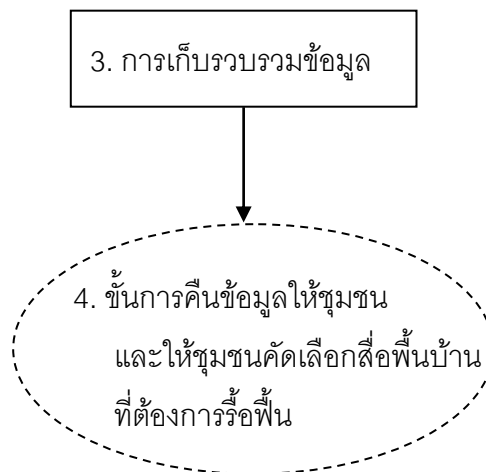 3. การเก็บรวบรวมข้อมูล
4. ขั้นการคืนข้อมูลให้ชุมชน
และให้ชุมชนคัดเลือกสื่อพื้นบ้าน
ที่ต้องการรื้อฟื้น